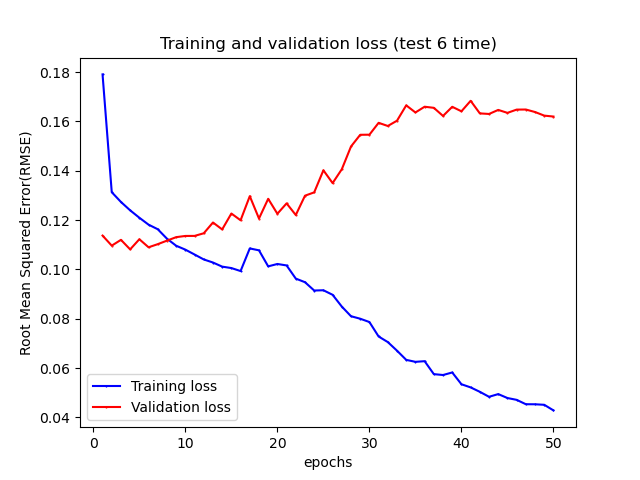 Training and validation loss (test 6 time)
Root Mean Squared Error(RMSE)
0.18
0.16
0.14
0.12
0.10
0.08
0.06
0.04
Training loss
Validation loss
0
10
20
30
40
50
epochs